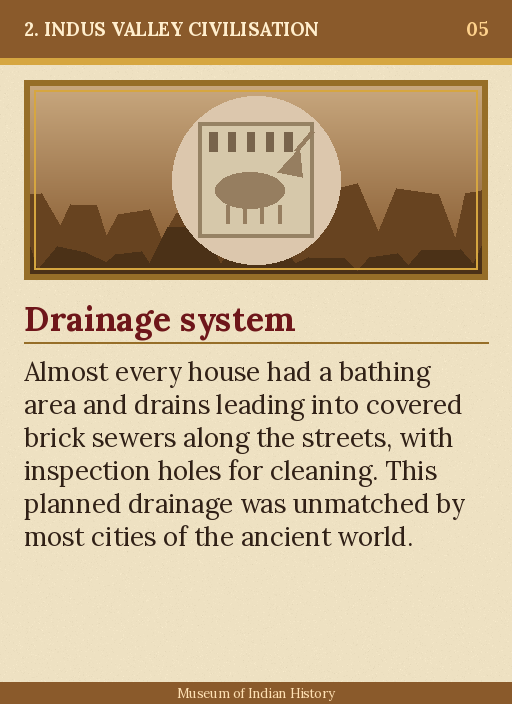 2. INDUS VALLEY CIVILISATION 05
Drainage system
Almost every house had a bathing
area and drains leading into covered
brick sewers along the streets, with
inspection holes for cleaning. This
planned drainage was unmatched by
most cities of the ancient world.
Museum of Indian History